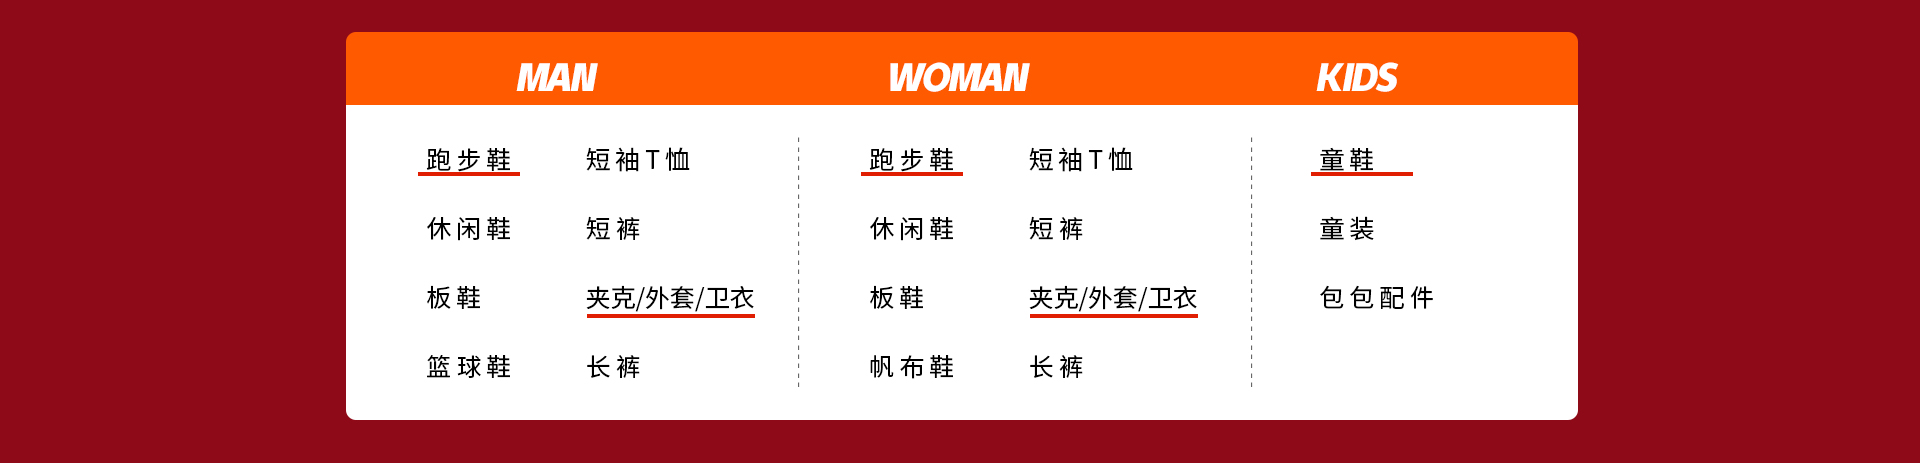 MAN WOMAN KIDS
跑步鞋 短袖T恤 跑步鞋 短袖T恤 童鞋
休闲鞋 短裤 休闲鞋 短裤 童装
板鞋 夹克/外套/卫衣 板鞋 夹克/外套/卫衣 包包配件
篮球鞋 长裤 帆布鞋 长裤